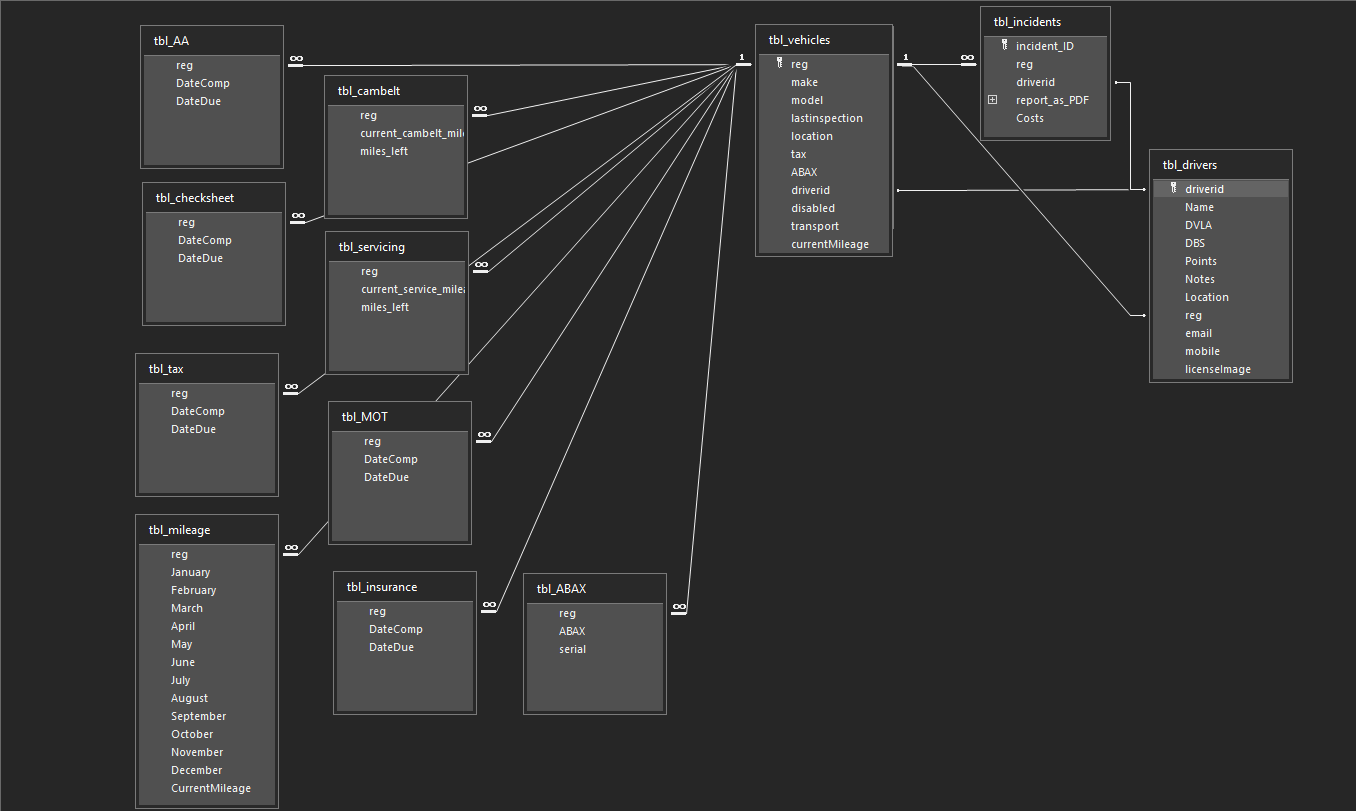 tbl_AA
reg
DateComp
DateDue
tbl_cambelt
reg
current_cambelt_mile
miles_left
tbl_checksheet
reg
DateComp
DateDue
tbl_servicing
reg
current_service_milea
miles_left
tbl_tax
reg
DateComp
DateDue
tbl_MOT
reg
DateComp
DateDue
tbl_mileage
reg
January
February
March
April
May
June
July
August
September
October
November
December
CurrentMileage
tbl_insurance
reg
DateComp
DateDue
tbl_ABAX
reg
ABAX
serial
tbl_vehicles
reg
make
model
lastinspection
location
tax
ABAX
driverid
disabled
transport
currentMileage
tbl_incidents
incident_ID
reg
driverid
report_as_PDF
Costs
tbl_drivers
driverid
Name
DVLA
DBS
Points
Notes
Location
reg
email
mobile
licenseImage
∞
∞
∞
∞
∞
∞
∞
∞
∞
1
1
∞